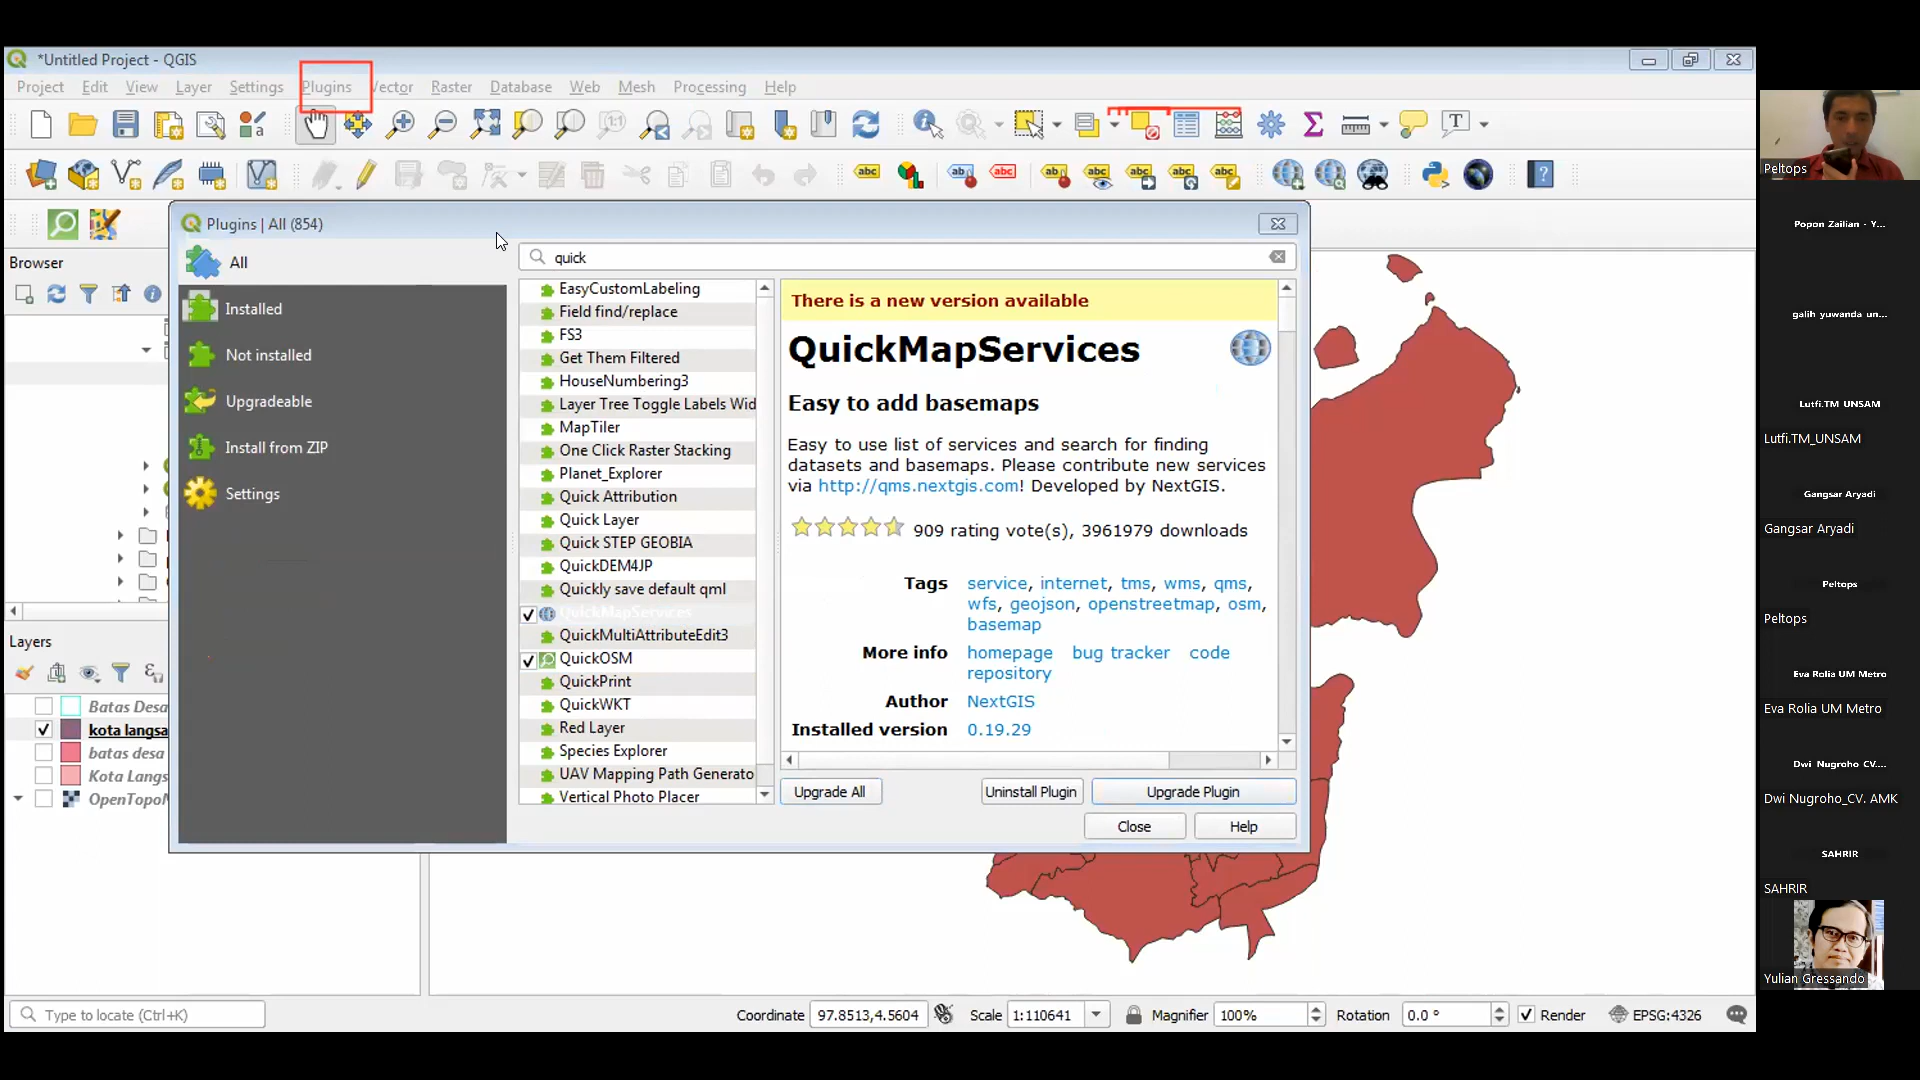 *Untitled Project - QGIS
Project Edit View Layer Settings Plugins Vector Raster Database Web Mesh Processing Help
Plugins | All (854)
All
Installed
Not installed
Upgradeable
Install from ZIP
Settings
quick
EasyCustomLabeling
Field find/replace
FS3
Get Them Filtered
HouseNumbering3
Layer Tree Toggle Labels Wid
MapTiler
One Click Raster Stacking
Planet_Explorer
Quick Attribution
Quick Layer
Quick STEP GEOBIA
QuickDEM4JP
Quickly save default qml
QuickMapServices
QuickMultiAttributeEdit3
QuickOSM
QuickPrint
QuickWKT
Red Layer
Species Explorer
UAV Mapping Path Generato
Vertical Photo Placer
There is a new version available
QuickMapServices
Easy to add basemaps
Easy to use list of services and search for finding
datasets and basemaps. Please contribute new services
via http://qms.nextgis.com! Developed by NextGIS.
909 rating vote(s), 3961979 downloads
Tags service, internet, tms, wms, qms,
wfs, geojson, openstreetmap, osm,
basemap
More info homepage bug tracker code
repository
Author NextGIS
Installed version 0.19.29
Upgrade All Uninstall Plugin Upgrade Plugin
Close Help
Browser
Layers
Batas Desa
kota langsa
batas desa
Kota Langs
OpenTopoM
Type to locate (Ctrl+K)
Coordinate 97.8513,4.5604 Scale 1:110641 Magnifier 100% Rotation 0.0 ° Render EPSG:4326
Peltops
Popon Zailian - Y...
galih yuwanda un...
Lutfi.TM UNSAM
Lutfi.TM_UNSAM
Gangsar Aryadi
Gangsar Aryadi
Peltops
Peltops
Eva Rolia UM Metro
Eva Rolia UM Metro
Dwi Nugroho CV....
Dwi Nugroho_CV. AMK
SAHRIR
SAHRIR
Yulian Gressando